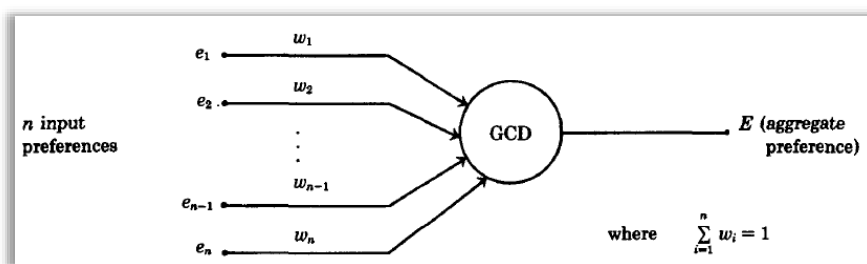 w₁
e₁
w₂
e₂
n input
preferences
.
.
.
GCD
E (aggregate
preference)
wₙ₋₁
eₙ₋₁
wₙ
eₙ
where
n
∑ wᵢ = 1
i=1